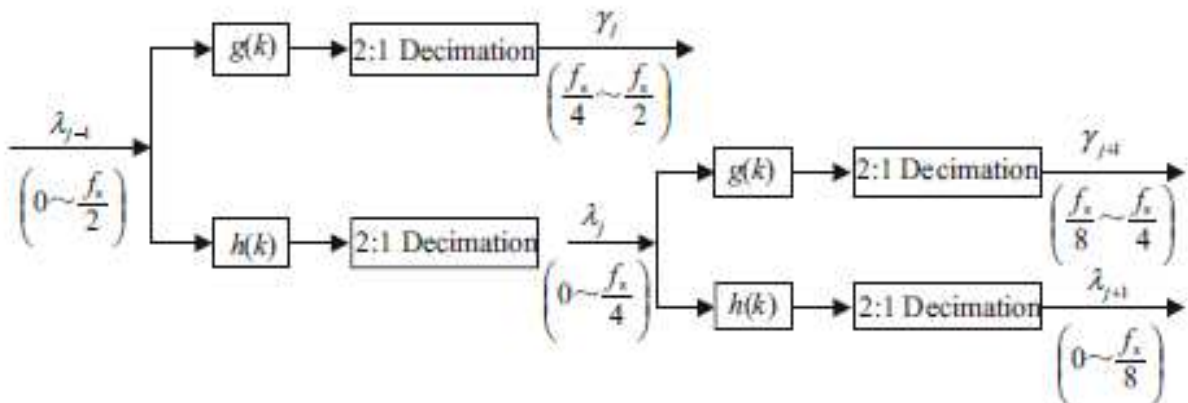 g(k)
2:1 Decimation
γ_j
(f_s/4 ~ f_s/2)
λ_{j-1}
(0 ~ f_s/2)
h(k)
2:1 Decimation
λ_j
(0 ~ f_s/4)
g(k)
2:1 Decimation
γ_{j+1}
(f_s/8 ~ f_s/4)
h(k)
2:1 Decimation
λ_{j+1}
(0 ~ f_s/8)